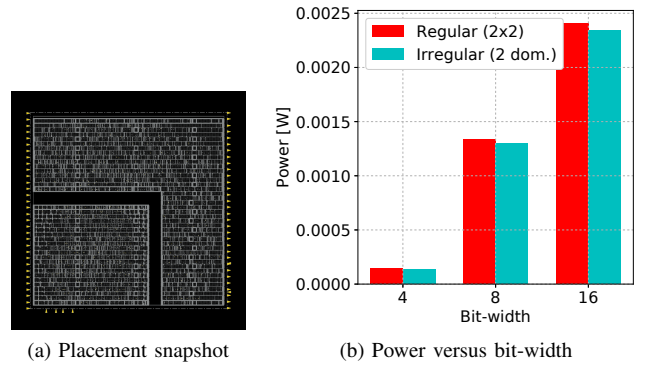 0.0025
0.0020
0.0015
0.0010
0.0005
0.0000
Power [W]
Regular (2x2)
Irregular (2 dom.)
4 8 16
Bit-width
(a) Placement snapshot
(b) Power versus bit-width